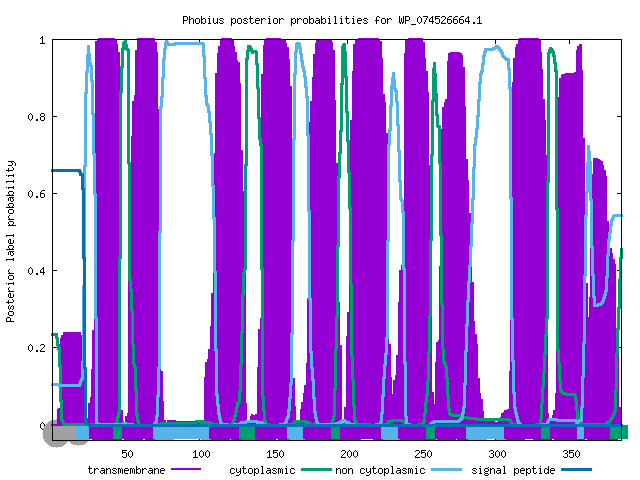 Phobius posterior probabilities for WP_074526664.1
Posterior label probability
1
0.8
0.6
0.4
0.2
0
50 100 150 200 250 300 350
transmembrane cytoplasmic non cytoplasmic signal peptide